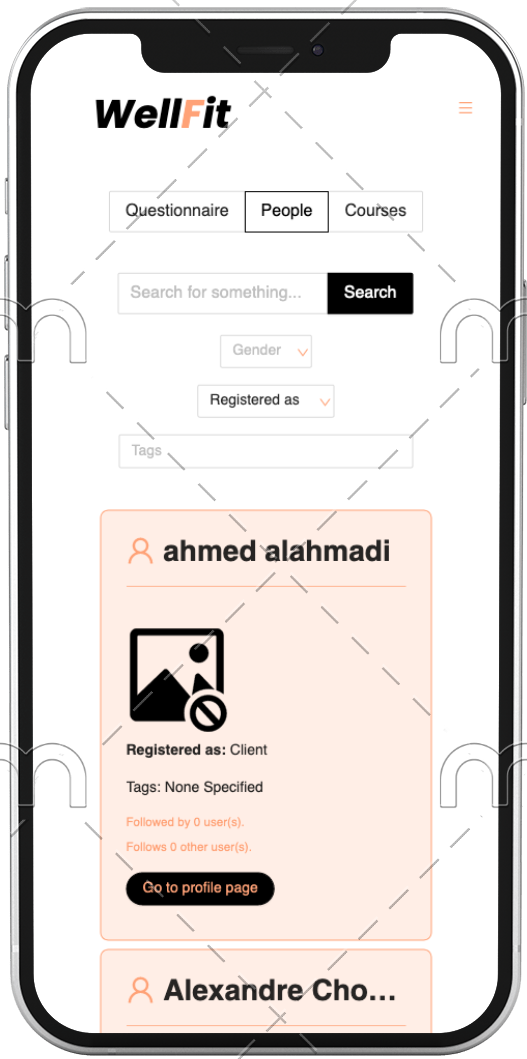 WellFit
Questionnaire People Courses
Search for something... Search
Gender
Registered as
Tags
ahmed alahmadi
Registered as: Client
Tags: None Specified
Followed by 0 user(s).
Follows 0 other user(s).
Go to profile page
Alexandre Cho...
m m
m m